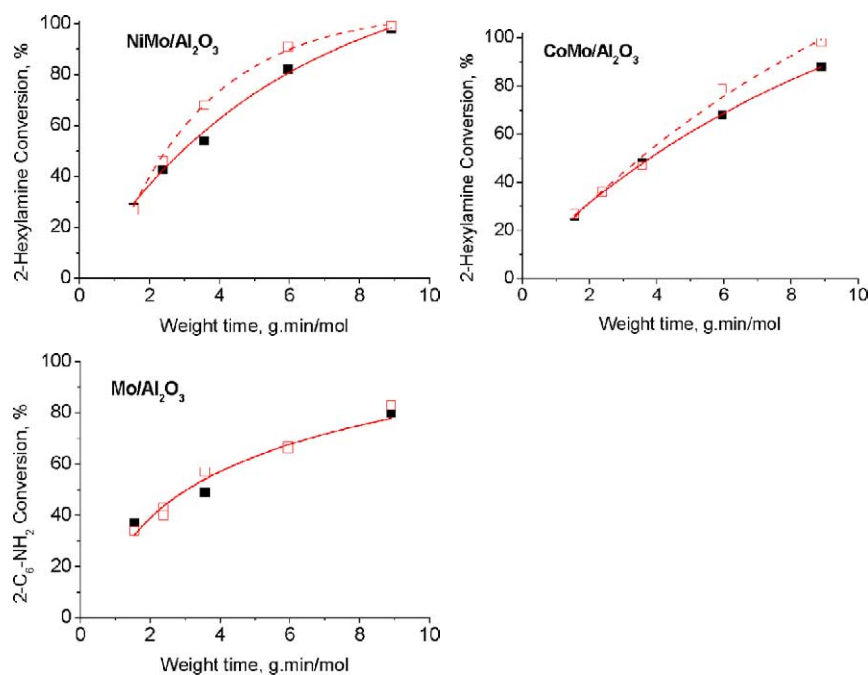 NiMo/Al₂O₃
2-Hexylamine Conversion, %
100
80
60
40
20
0
0 2 4 6 8 10
Weight time, g.min/mol
CoMo/Al₂O₃
2-Hexylamine Conversion, %
100
80
60
40
20
0
0 2 4 6 8 10
Weight time, g.min/mol
Mo/Al₂O₃
2-C₆-NH₂ Conversion, %
100
80
60
40
20
0
0 2 4 6 8 10
Weight time, g.min/mol